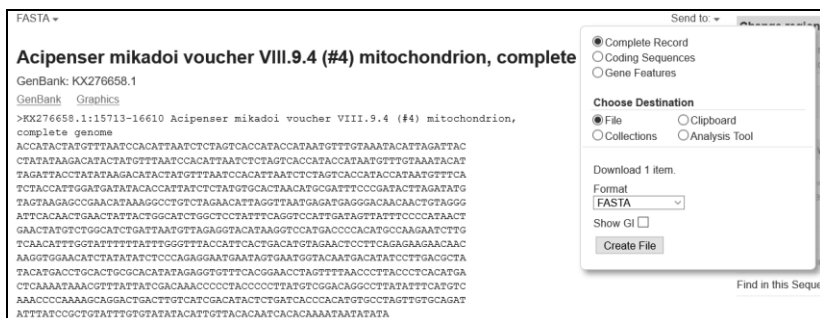 FASTA
Send to:
Change region
Acipenser mikadoi voucher VIII.9.4 (#4) mitochondrion, complete
GenBank: KX276658.1
GenBank Graphics
>KX276658.1:15713-16610 Acipenser mikadoi voucher VIII.9.4 (#4) mitochondrion,
complete genome
ACCATACTATGTTTAATCCACATTAATCTCTAGTCACCATACCATAATGTTTGTAAATACATTAGATTAC
CTATATAAGACATACTATGTTTAATCCACATTAATCTCTAGTCACCATACCATAATGTTTGTAAATACAT
TAGATTACCTATATAAGACATACTATGTTTAATCCACATTAATCTCTAGTCACCATACCATAATGTTTCA
TCTACCATTGGATGATATACACCATTATCTCTATGTGCACTAACATGCGATTTCCCGATACTTAGATATG
TAGTAAGAGCCGAACATAAAGGCCTGTCTAGAACATTAGGTTAATGAGATGAGGGACAACAACTGTAGGG
ATTCACAACTGAACTATTACTGGCATCTGGCTCCTATTTCAGGTCCATTGATAGTTATTTCCCCATAACT
GAACTATGTCTGGCATCTGATTAATGTTAGAGGTACATAAGGTCCATGACCCCACATGCCAAGAATCTTG
TCAACATTTGGTATTTTTTATTTGGGTTTACCATTCACTGACATGTAGAACTCCTTCAGAGAAGAACAAC
AAGGTGGAACATCTATATATCTCCCAGAGGAATGAATAGTGAATGGTACAATGACATATCCTTGACGCTA
TACATGACCTGCACTGCGCACATATAGAGGTGTTTCACGGAACCTAGTTTTAACCCTTACCCTCACATGA
CTCAAAATAAACGTTTATTATCGACAAACCCCCTACCCCCTTATGTCGGACAGGCCTTATATTTCATGTC
AAACCCCAAAAGCAGGACTGACTTGTCATCGACATACTCTGATCACCCACATGTGCCTAGTTGTGCAGAT
ATTTATCCGCTGTATTTGTGTATATACATTGTTACACAATCACACAAAATAATATATA
Complete Record
Coding Sequences
Gene Features
Choose Destination
File Clipboard
Collections Analysis Tool
Download 1 item.
Format
FASTA
Show GI
Create File
Find in this Seque